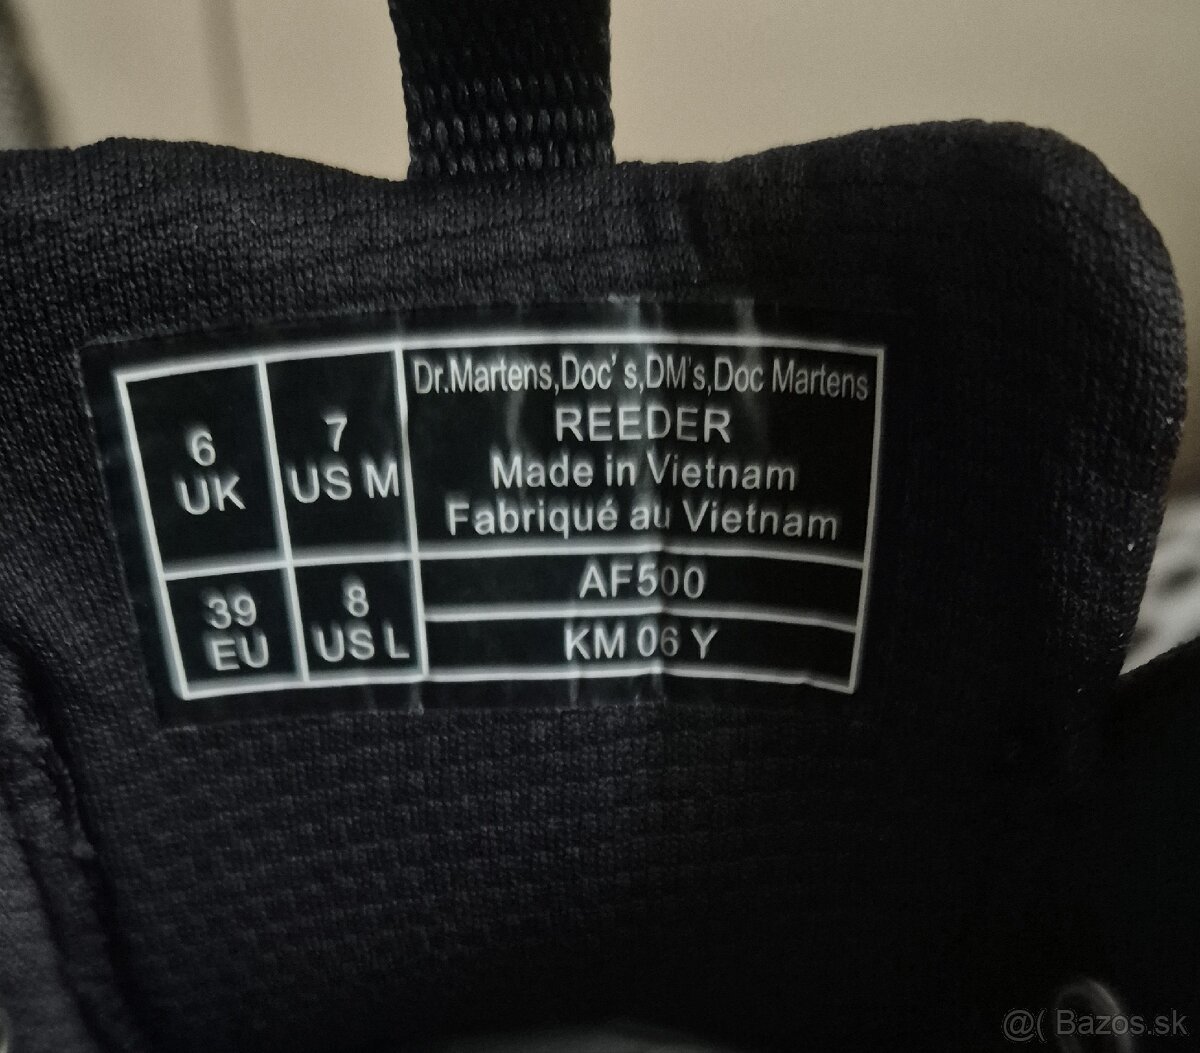 6
UK
7
US M
39
EU
8
US L
Dr.Martens,Doc's,DM's,Doc Martens
REEDER
Made in Vietnam
Fabriqué au Vietnam
AF500
KM 06 Y
@( Bazos.sk